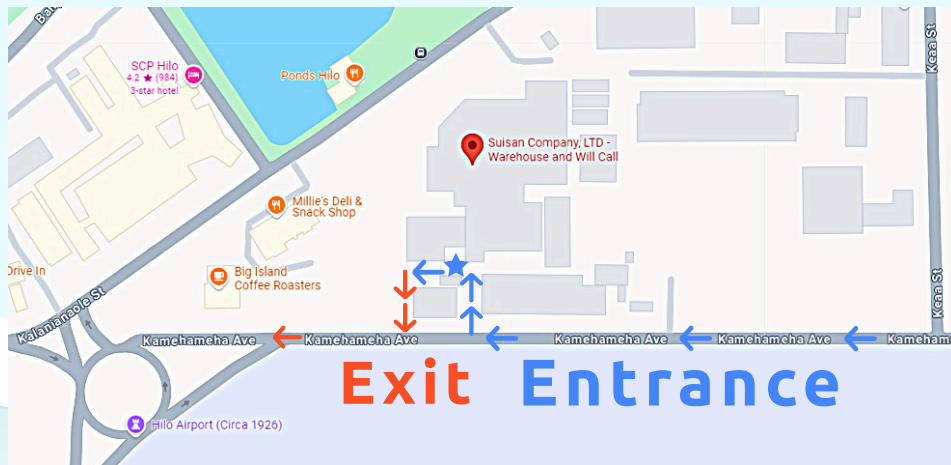 Ba
Keaa St
SCP Hilo
4.2 ★ (984)
3-star hotel
Ponds Hilo
Suisan Company, LTD -
Warehouse and Will Call
Millie's Deli &
Snack Shop
Drive In
Big Island
Coffee Roasters
Kalanianaole St
Keaa St
Kamehameha Ave
Kamehameha Ave
Kamehameha Ave
Kamehameha Ave
Kameham
Exit
Entrance
Hilo Airport (Circa 1926)